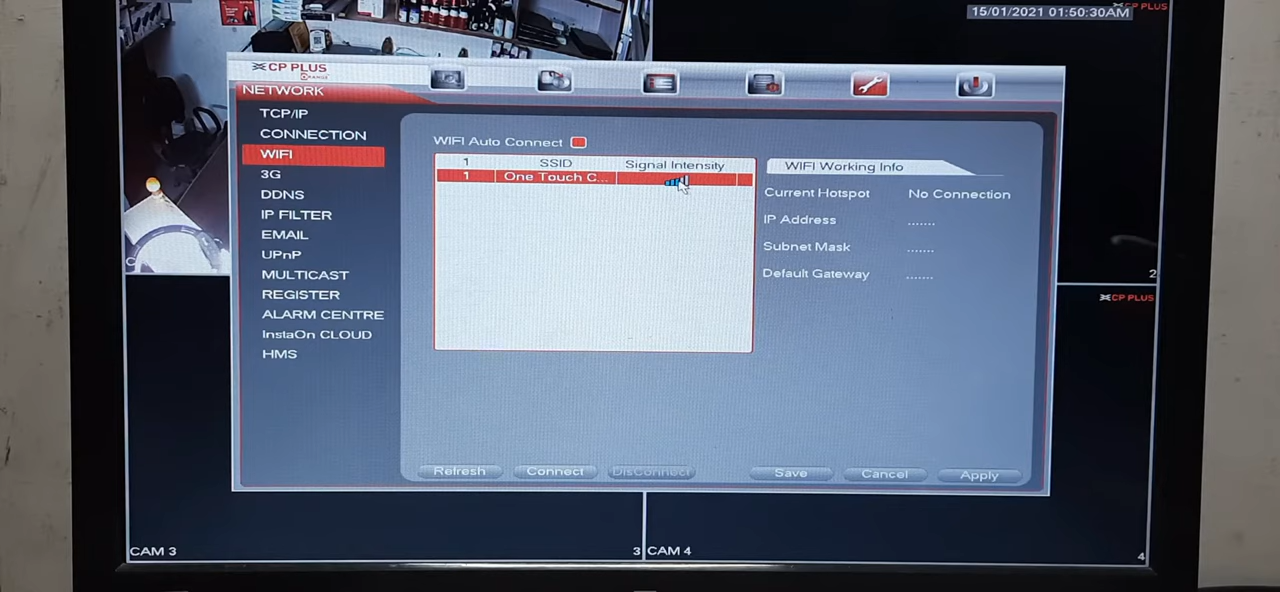 15/01/2021 01:50:30AM
CP PLUS
CP PLUS
ORANGE
NETWORK
TCP/IP
CONNECTION
WIFI
3G
DDNS
IP FILTER
EMAIL
UPnP
MULTICAST
REGISTER
ALARM CENTRE
InstaOn CLOUD
HMS
WIFI Auto Connect
1 SSID Signal Intensity
1 One Touch C...
WIFI Working Info
Current Hotspot No Connection
IP Address .......
Subnet Mask .......
Default Gateway .......
Refresh Connect DisConnect Save Cancel Apply
2
CP PLUS
CAM 3 3 CAM 4 4